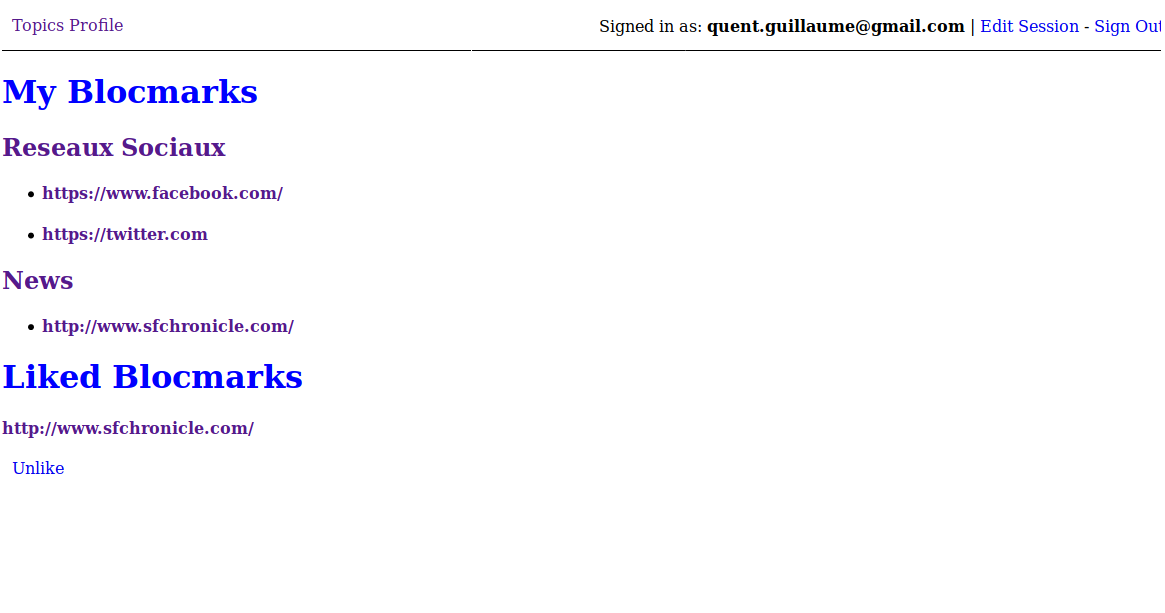 Topics Profile Signed in as: quent.guillaume@gmail.com | Edit Session - Sign Out
My Blocmarks
Reseaux Sociaux
https://www.facebook.com/
https://twitter.com
News
http://www.sfchronicle.com/
Liked Blocmarks
http://www.sfchronicle.com/
Unlike